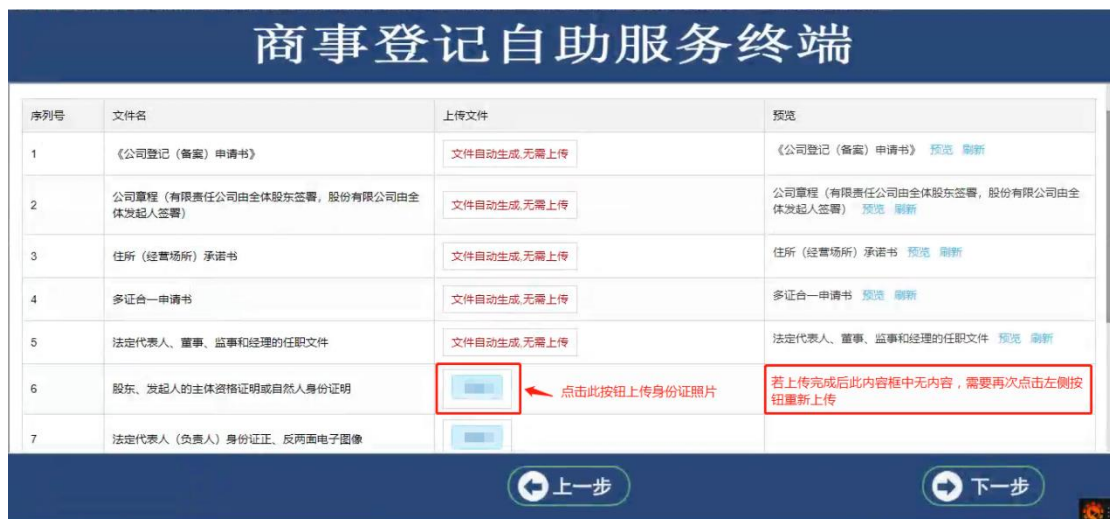 商事登记自助服务终端
序列号 文件名 上传文件 预览
1 《公司登记（备案）申请书》 文件自动生成,无需上传 《公司登记（备案）申请书》 预览 刷新
2 公司章程（有限责任公司由全体股东签署，股份有限公司由全 文件自动生成,无需上传 公司章程（有限责任公司由全体股东签署，股份有限公司由全
体发起人签署） 体发起人签署） 预览 刷新
3 住所（经营场所）承诺书 文件自动生成,无需上传 住所（经营场所）承诺书 预览 刷新
4 多证合一申请书 文件自动生成,无需上传 多证合一申请书 预览 刷新
5 法定代表人、董事、监事和经理的任职文件 文件自动生成,无需上传 法定代表人、董事、监事和经理的任职文件 预览 刷新
6 股东、发起人的主体资格证明或自然人身份证明 点击此按钮上传身份证照片 若上传完成后此内容框中无内容，需要再次点击左侧按
钮重新上传
7 法定代表人（负责人）身份证正、反两面电子图像
上一步 下一步